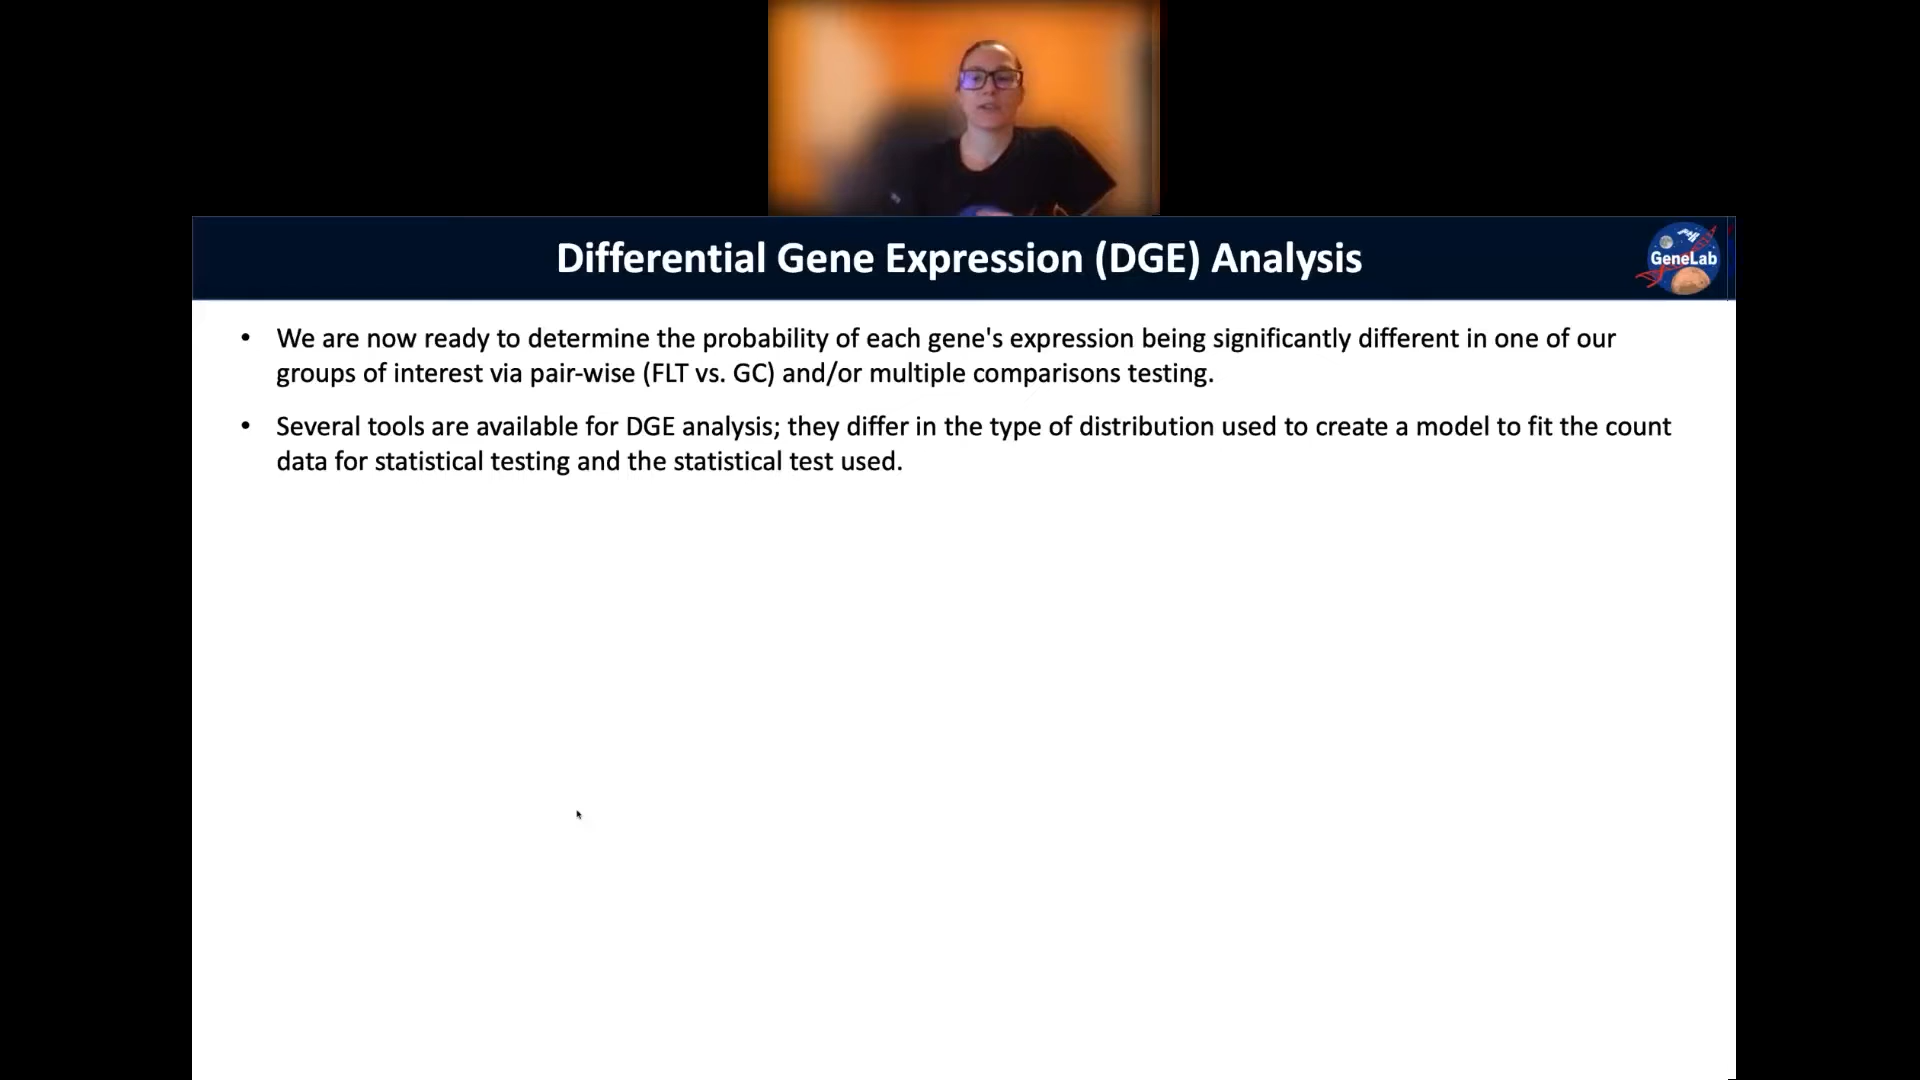 Differential Gene Expression (DGE) Analysis
GeneLab
• We are now ready to determine the probability of each gene's expression being significantly different in one of our
groups of interest via pair-wise (FLT vs. GC) and/or multiple comparisons testing.
• Several tools are available for DGE analysis; they differ in the type of distribution used to create a model to fit the count
data for statistical testing and the statistical test used.